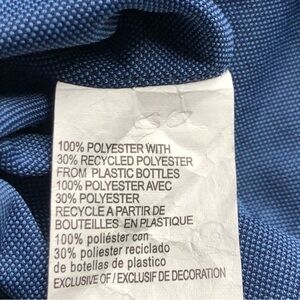 100% POLYESTER WITH
30% RECYCLED POLYESTER
FROM PLASTIC BOTTLES
100% POLYESTER AVEC
30% POLYESTER
RECYCLE A PARTIR DE
BOUTEILLES EN PLASTIQUE
100% poliéster con
30% poliester reciclado
de botellas de plastico
EXCLUSIVE OF/ EXCLUSIF DE DECORATION